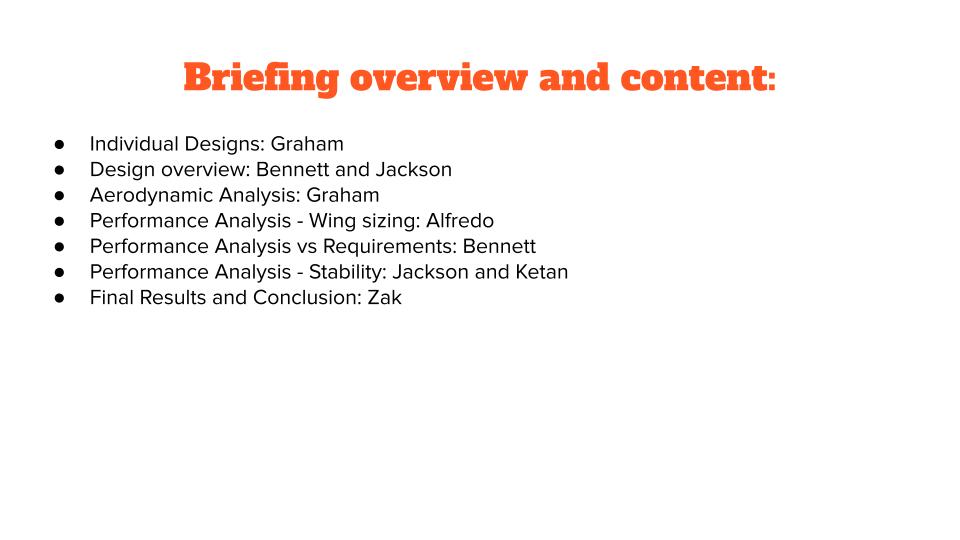 Briefing overview and content:
● Individual Designs: Graham
● Design overview: Bennett and Jackson
● Aerodynamic Analysis: Graham
● Performance Analysis - Wing sizing: Alfredo
● Performance Analysis vs Requirements: Bennett
● Performance Analysis - Stability: Jackson and Ketan
● Final Results and Conclusion: Zak